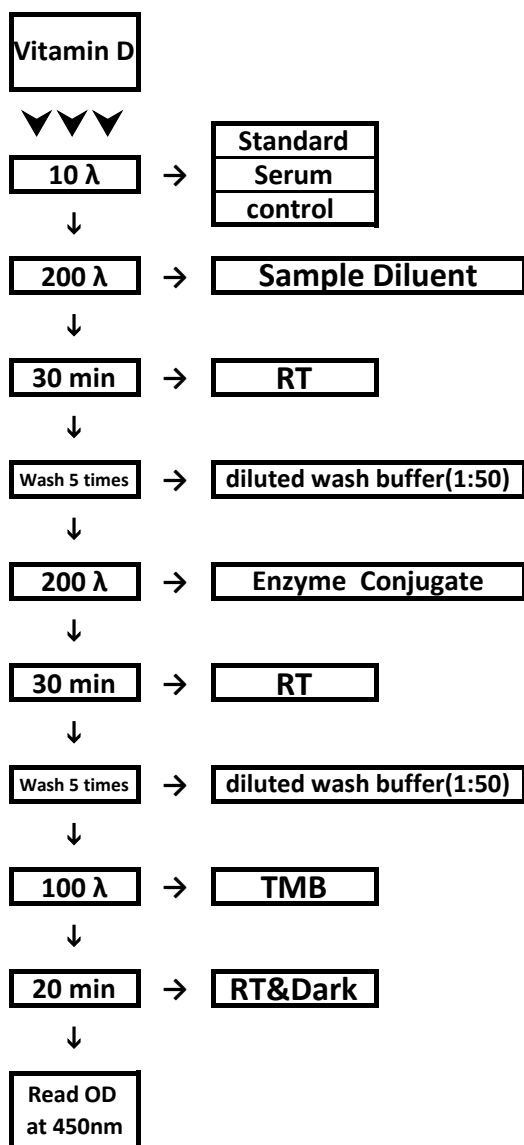 Vitamin D
10 λ → Standard
Serum
control
↓
200 λ → Sample Diluent
↓
30 min → RT
↓
Wash 5 times → diluted wash buffer(1:50)
↓
200 λ → Enzyme Conjugate
↓
30 min → RT
↓
Wash 5 times → diluted wash buffer(1:50)
↓
100 λ → TMB
↓
20 min → RT&Dark
↓
Read OD
at 450nm